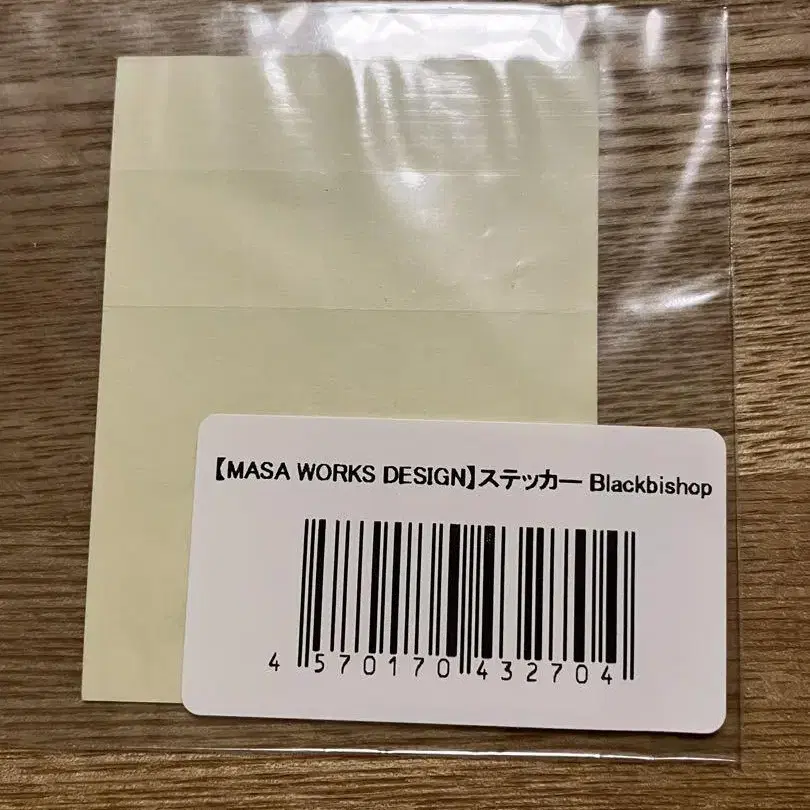 【MASA WORKS DESIGN】ステッカー Blackbishop
4 570170 432704